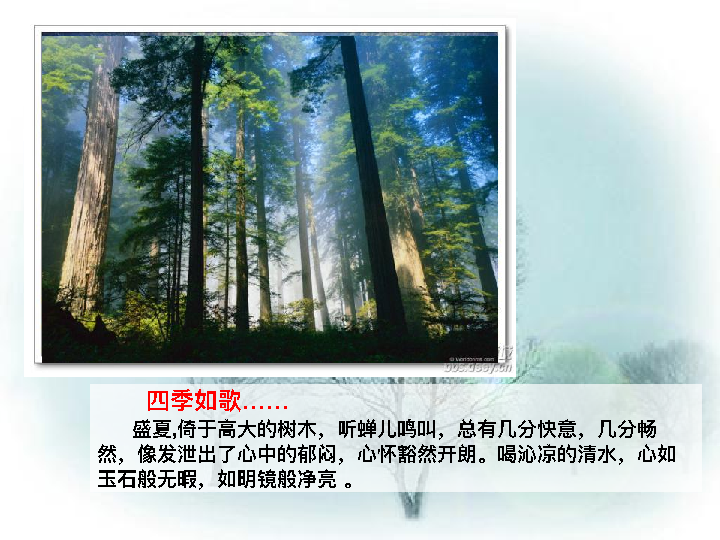 四季如歌……
盛夏,倚于高大的树木，听蝉儿鸣叫，总有几分快意，几分畅
然，像发泄出了心中的郁闷，心怀豁然开朗。喝沁凉的清水，心如
玉石般无暇，如明镜般净亮 。